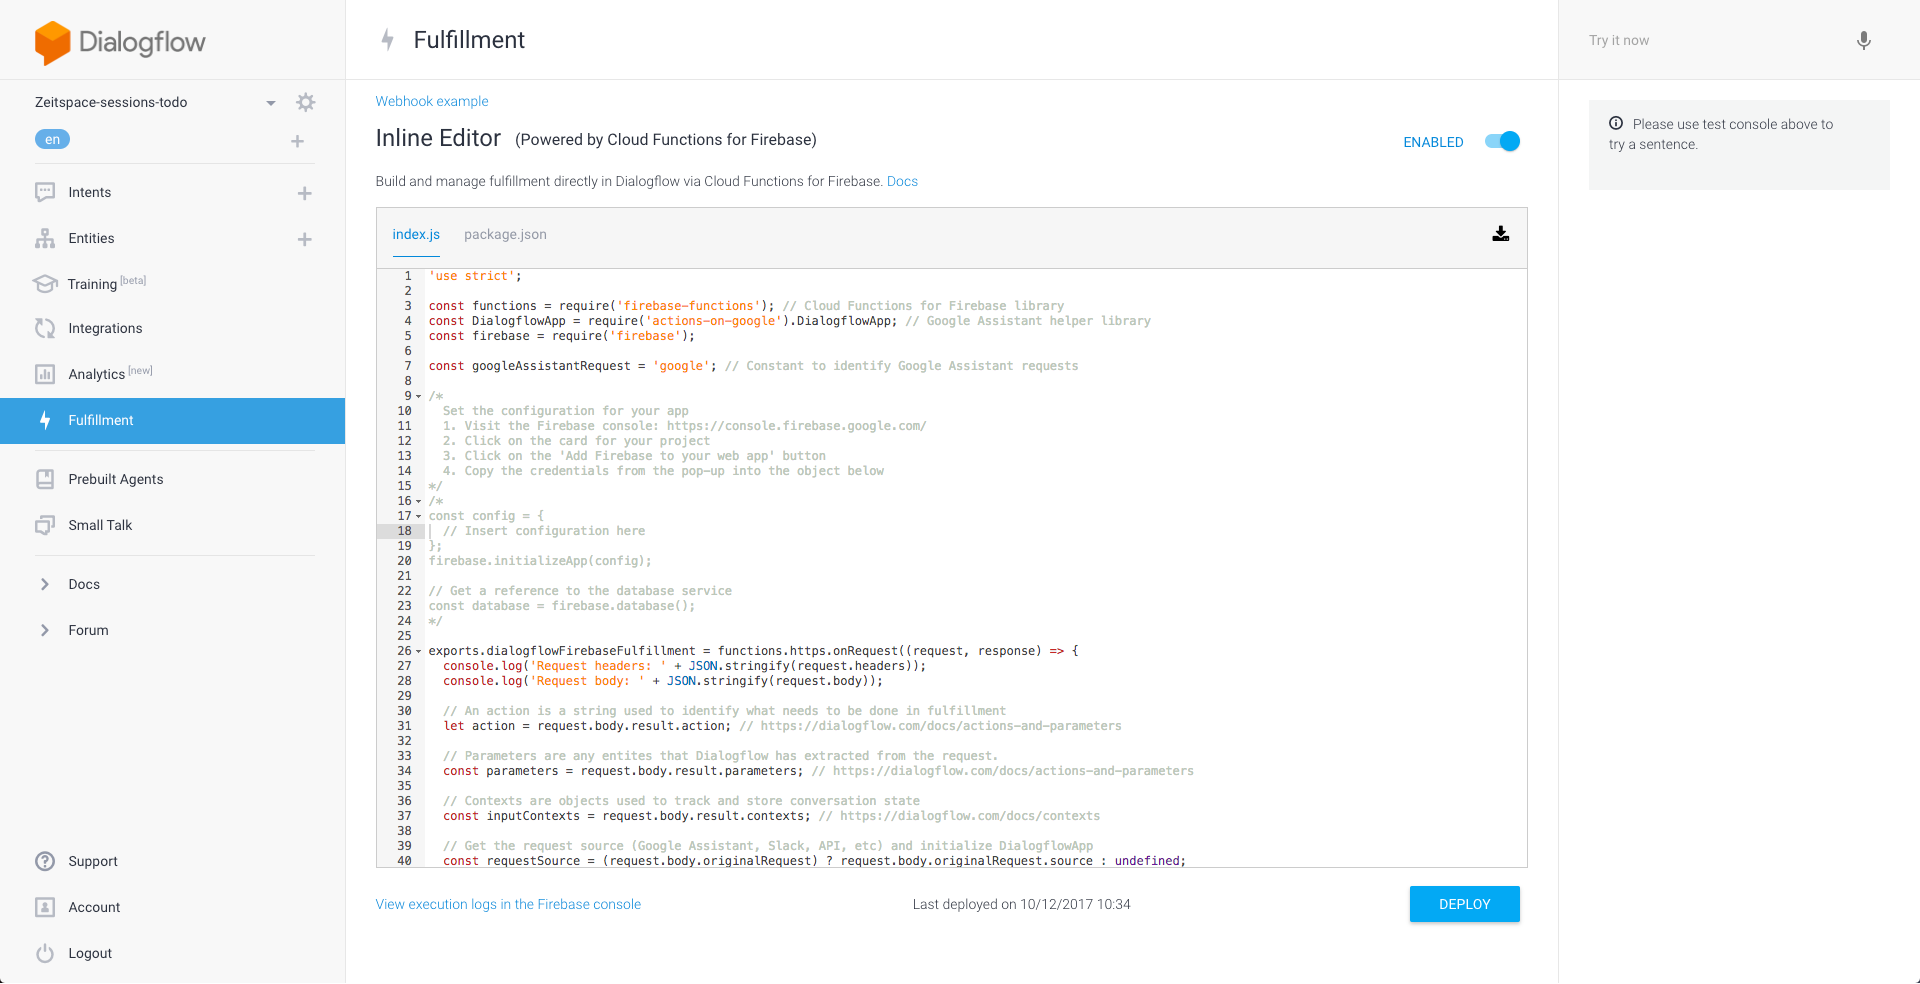 Dialogflow
Zeitspace-sessions-todo
en
Intents
Entities
Training [beta]
Integrations
Analytics [new]
Fulfillment
Prebuilt Agents
Small Talk
Docs
Forum
Support
Account
Logout
Fulfillment
Webhook example
Inline Editor (Powered by Cloud Functions for Firebase)
ENABLED
Build and manage fulfillment directly in Dialogflow via Cloud Functions for Firebase. Docs
index.js package.json
1 'use strict';
2
3 const functions = require('firebase-functions'); // Cloud Functions for Firebase library
4 const DialogflowApp = require('actions-on-google').DialogflowApp; // Google Assistant helper library
5 const firebase = require('firebase');
6
7 const googleAssistantRequest = 'google'; // Constant to identify Google Assistant requests
8
9 /*
10 Set the configuration for your app
11 1. Visit the Firebase console: https://console.firebase.google.com/
12 2. Click on the card for your project
13 3. Click on the 'Add Firebase to your web app' button
14 4. Copy the credentials from the pop-up into the object below
15 */
16 /*
17 const config = {
18 // Insert configuration here
19 };
20 firebase.initializeApp(config);
21
22 // Get a reference to the database service
23 const database = firebase.database();
24 */
25
26 exports.dialogflowFirebaseFulfillment = functions.https.onRequest((request, response) => {
27 console.log('Request headers: ' + JSON.stringify(request.headers));
28 console.log('Request body: ' + JSON.stringify(request.body));
29
30 // An action is a string used to identify what needs to be done in fulfillment
31 let action = request.body.result.action; // https://dialogflow.com/docs/actions-and-parameters
32
33 // Parameters are any entites that Dialogflow has extracted from the request.
34 const parameters = request.body.result.parameters; // https://dialogflow.com/docs/actions-and-parameters
35
36 // Contexts are objects used to track and store conversation state
37 const inputContexts = request.body.result.contexts; // https://dialogflow.com/docs/contexts
38
39 // Get the request source (Google Assistant, Slack, API, etc) and initialize DialogflowApp
40 const requestSource = (request.body.originalRequest) ? request.body.originalRequest.source : undefined;
View execution logs in the Firebase console
Last deployed on 10/12/2017 10:34
DEPLOY
Try it now
Please use test console above to
try a sentence.